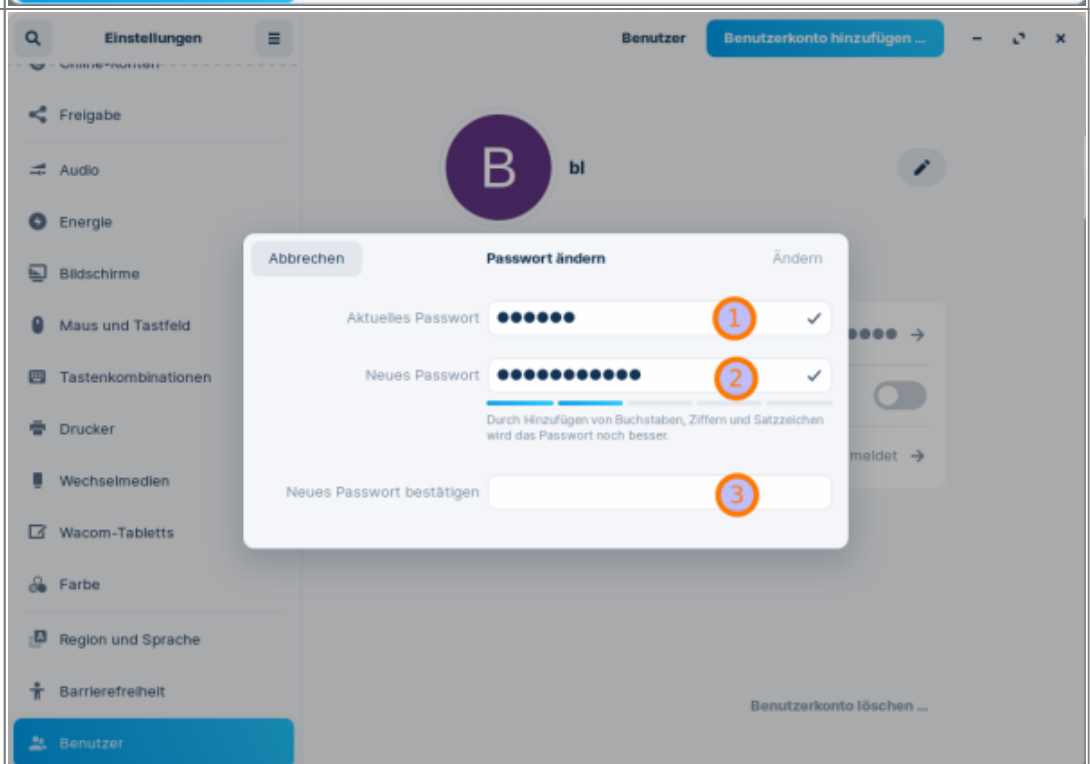 Einstellungen
Benutzer
Benutzerkonto hinzufügen ...
Online-Konten
Freigabe
Audio
Energie
Bildschirme
Maus und Tastfeld
Tastenkombinationen
Drucker
Wechselmedien
Wacom-Tabletts
Farbe
Region und Sprache
Barrierefreiheit
Benutzer
B
bl
Abbrechen
Passwort ändern
Ändern
Aktuelles Passwort
1
Neues Passwort
2
Durch Hinzufügen von Buchstaben, Ziffern und Satzzeichen
wird das Passwort noch besser.
Neues Passwort bestätigen
3
meldet
Benutzerkonto löschen ...